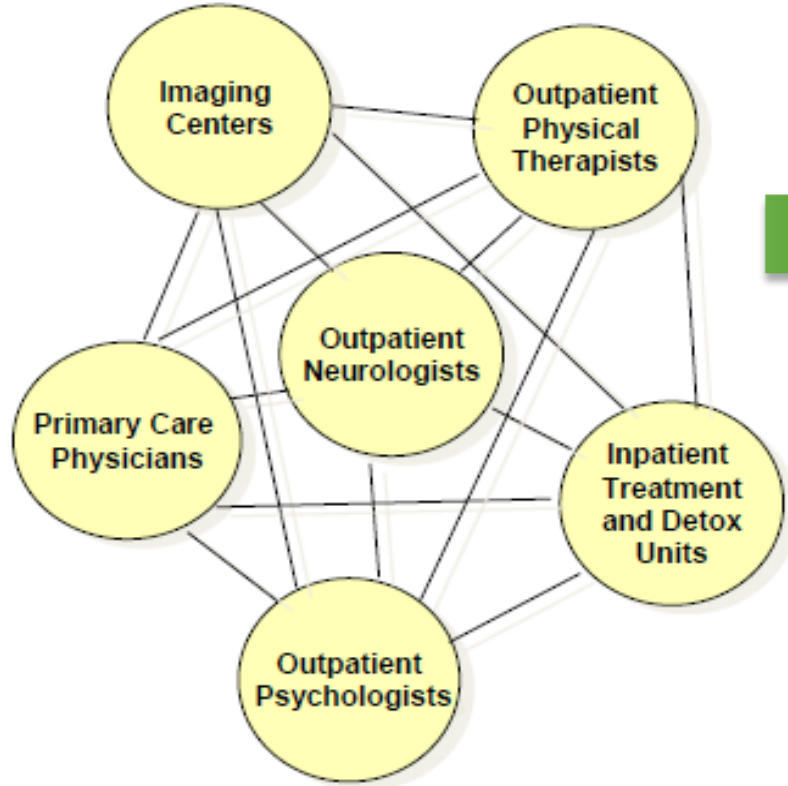 Imaging
Centers
Outpatient
Physical
Therapists
Outpatient
Neurologists
Primary Care
Physicians
Inpatient
Treatment
and Detox
Units
Outpatient
Psychologists